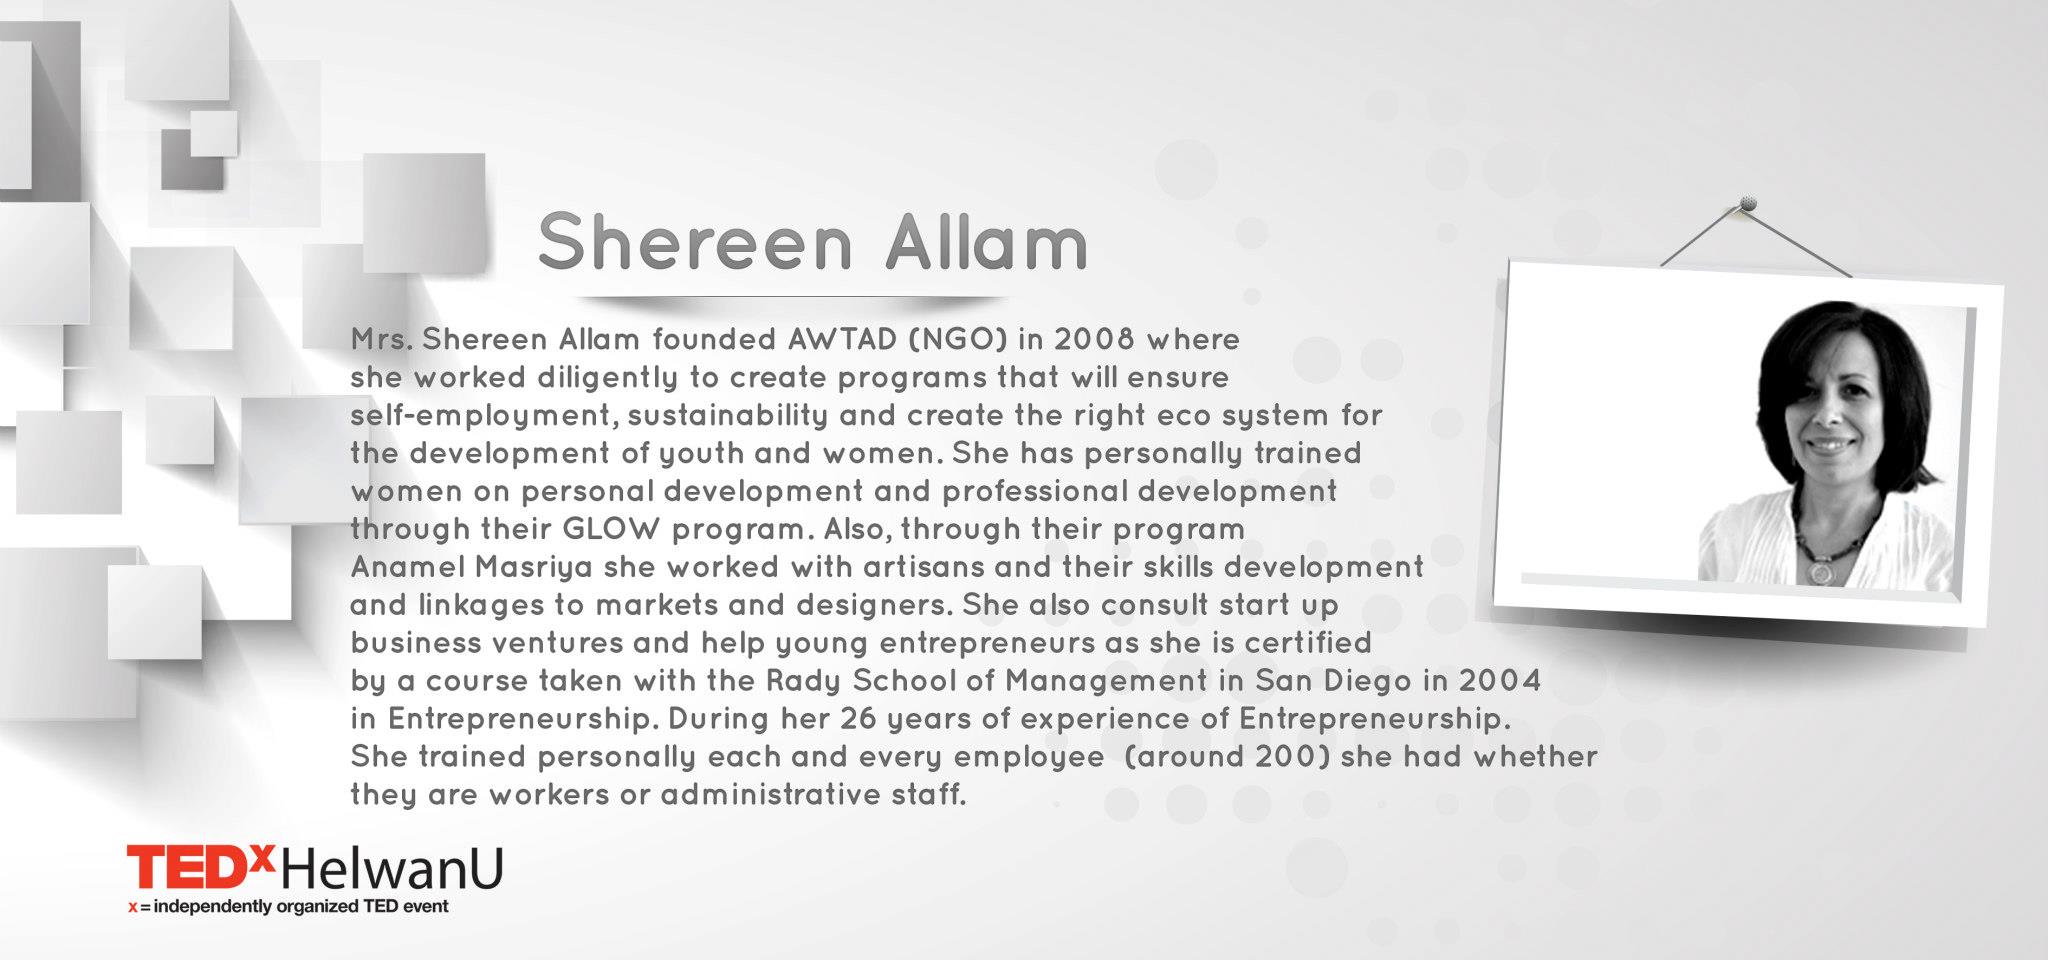 Shereen Allam
Mrs. Shereen Allam founded AWTAD (NGO) in 2008 where
she worked diligently to create programs that will ensure
self-employment, sustainability and create the right eco system for
the development of youth and women. She has personally trained
women on personal development and professional development
through their GLOW program. Also, through their program
Anamel Masriya she worked with artisans and their skills development
and linkages to markets and designers. She also consult start up
business ventures and help young entrepreneurs as she is certified
by a course taken with the Rady School of Management in San Diego in 2004
in Entrepreneurship. During her 26 years of experience of Entrepreneurship.
She trained personally each and every employee (around 200) she had whether
they are workers or administrative staff.
TEDxHelwanU
x = independently organized TED event